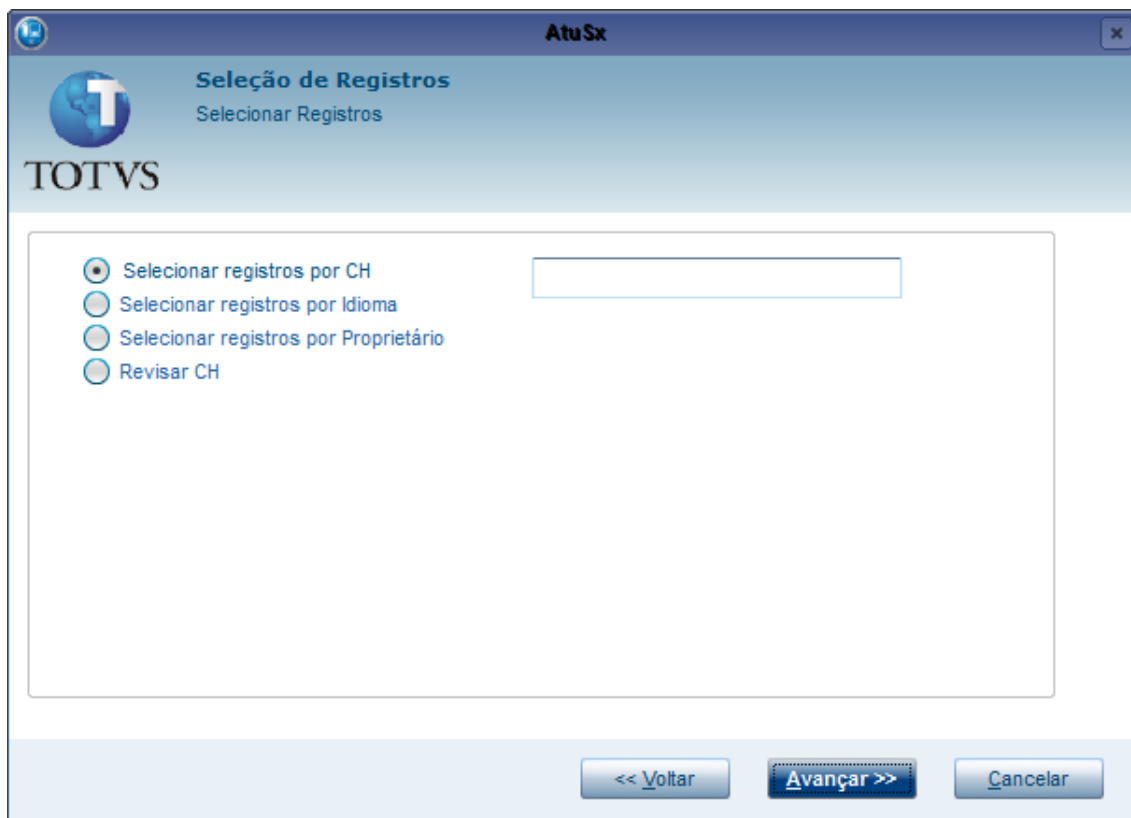 AtuSx
Seleção de Registros
Selecionar Registros
TOTVS
Selecionar registros por CH
Selecionar registros por Idioma
Selecionar registros por Proprietário
Revisar CH
<< Voltar
Avançar >>
Cancelar